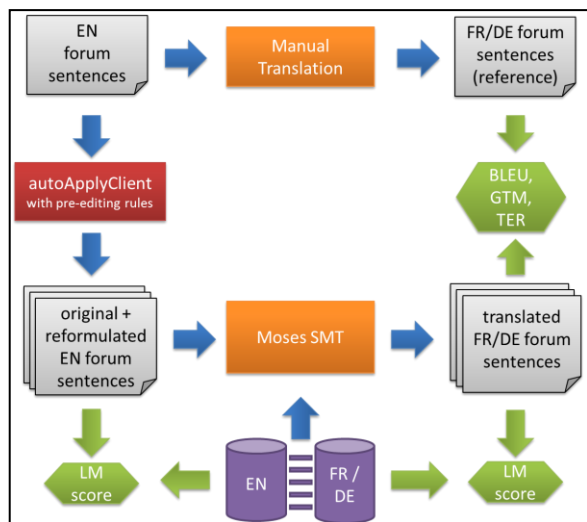 EN
forum
sentences
Manual
Translation
FR/DE forum
sentences
(reference)
autoApplyClient
with pre-editing rules
BLEU,
GTM,
TER
original +
reformulated
EN forum
sentences
Moses SMT
translated
FR/DE forum
sentences
LM
score
EN
FR /
DE
LM
score